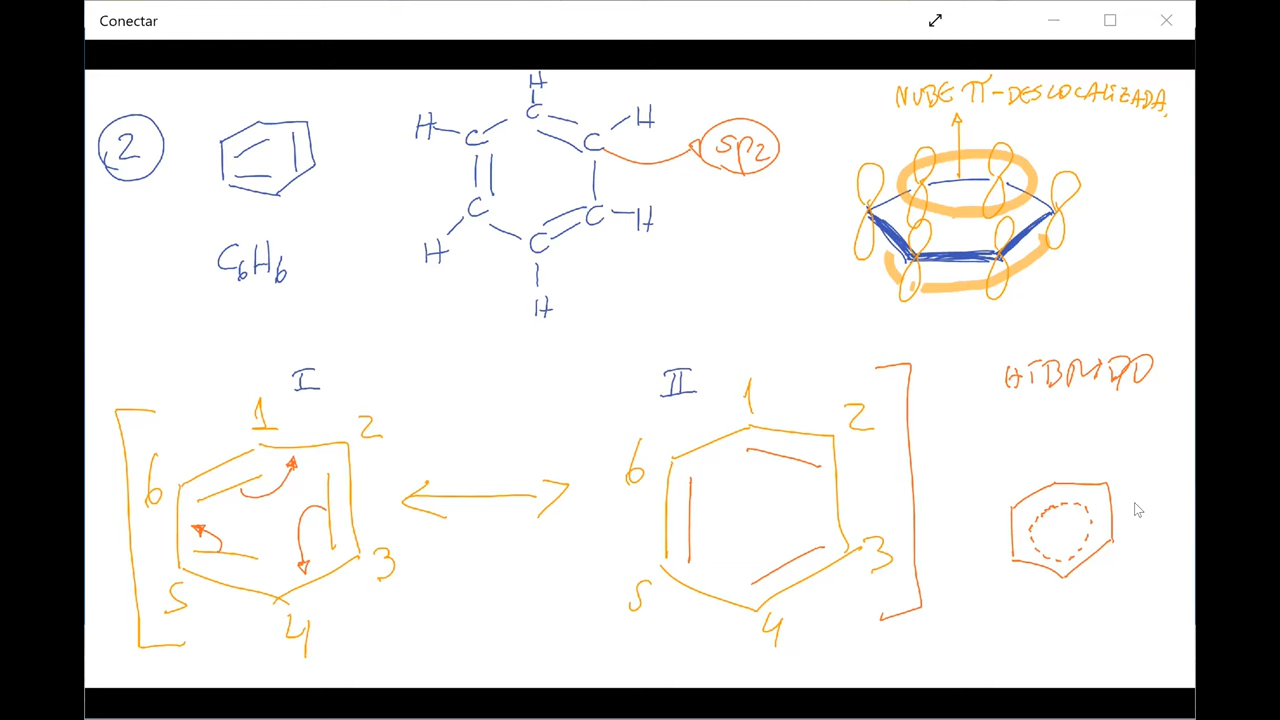 Conectar
NUBE π-DESLOCALIZADA
2
H
C
H C C H
sp2
C C
H H
C
H
C6H6
I
II
HIBRIDO
1
2
6
3
5
4
1
2
6
3
5
4